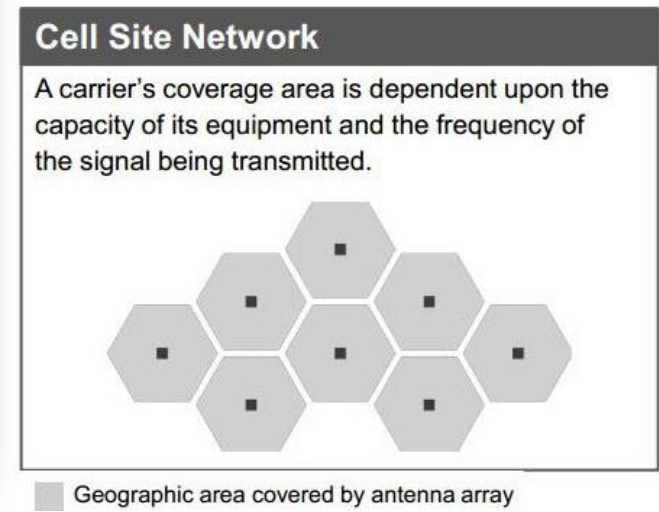 Cell Site Network
A carrier’s coverage area is dependent upon the
capacity of its equipment and the frequency of
the signal being transmitted.
Geographic area covered by antenna array